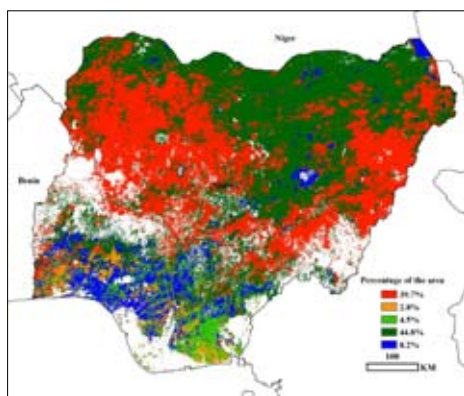 Niger
Benin
Percentage of the area
39.7%
2.8%
4.5%
44.8%
8.2%
100
KM